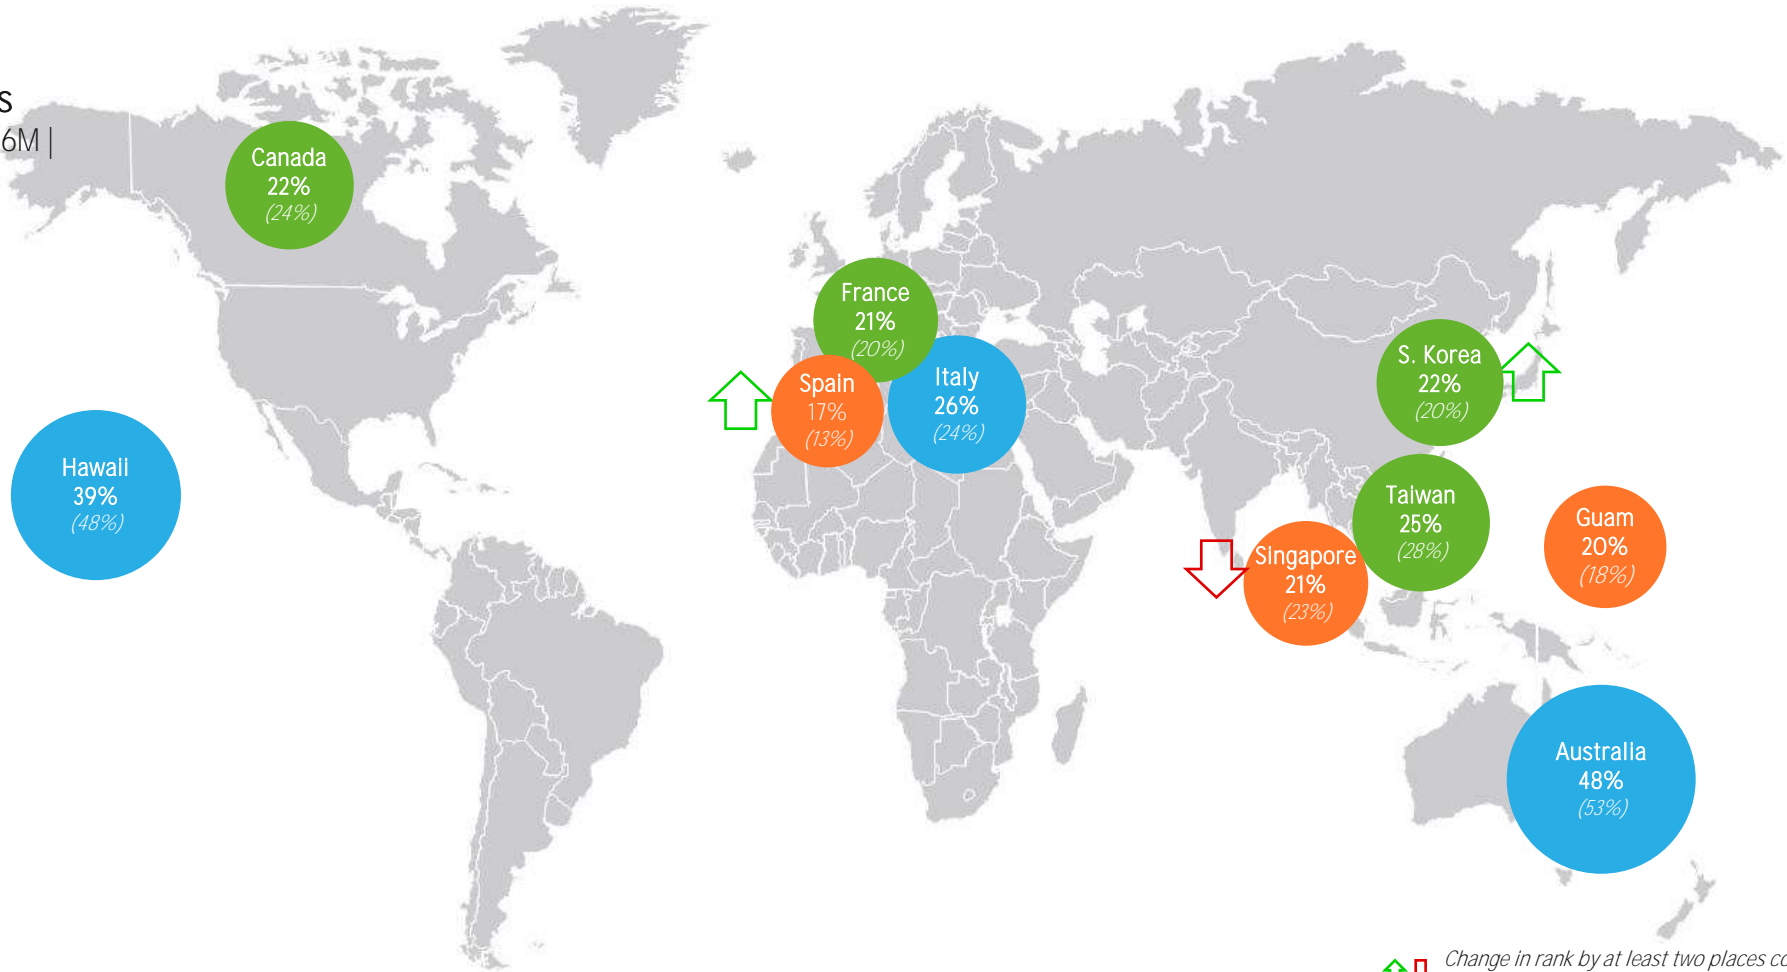 s
6M |
Canada
22%
(24%)
France
21%
(20%)
Spain
17%
(13%)
Italy
26%
(24%)
S. Korea
22%
(20%)
Hawaii
39%
(48%)
Taiwan
25%
(28%)
Singapore
21%
(23%)
Guam
20%
(18%)
Australia
48%
(53%)
Change in rank by at least two places